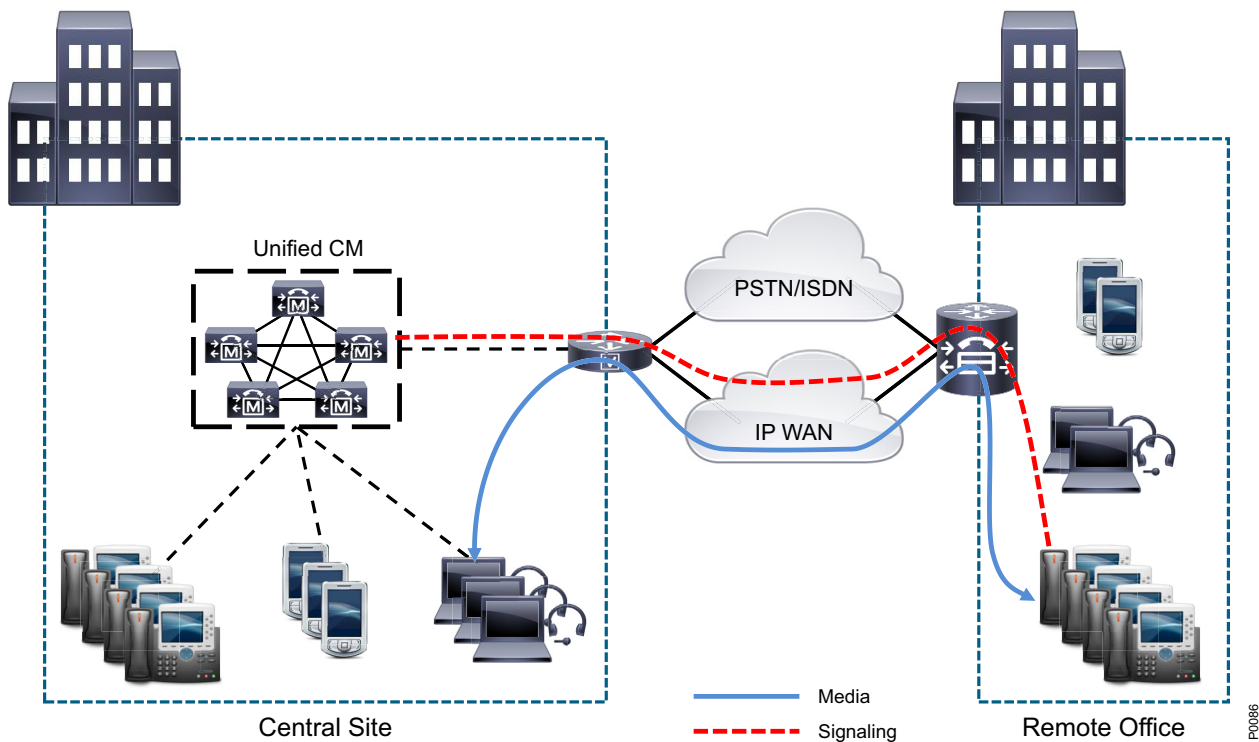 Unified CM
M
M
M
M
M
PSTN/ISDN
IP WAN
V
Media
Signaling
Central Site
Remote Office
P0086